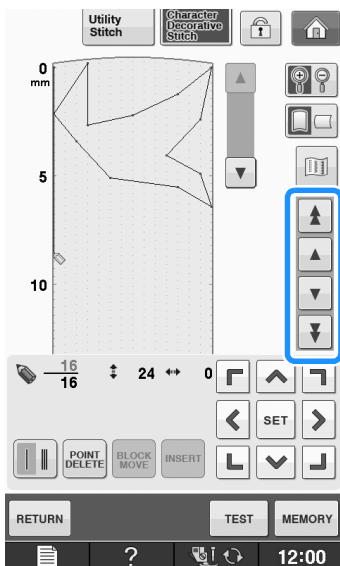 Utility
Stitch
Character
Decorative
Stitch
0
mm
5
10
16
16
24
0
SET
POINT
DELETE
BLOCK
MOVE
INSERT
RETURN
TEST
MEMORY
?
12:00